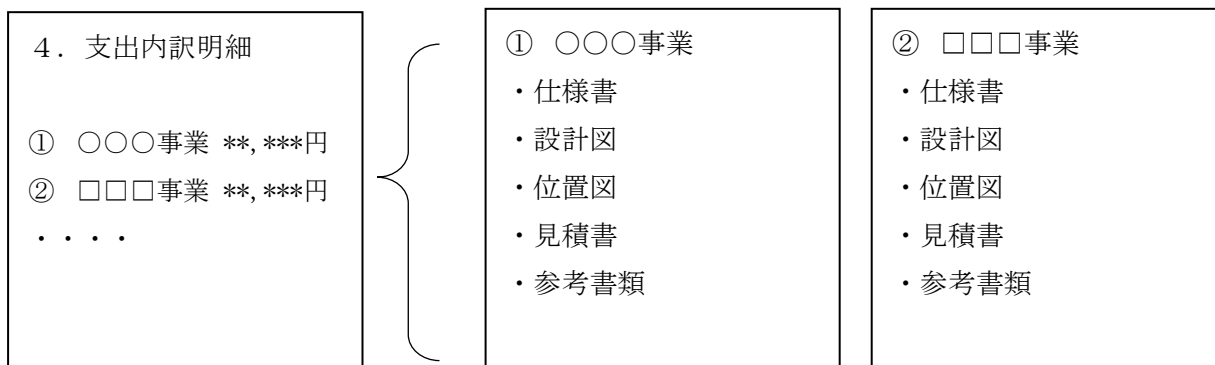 ４．支出内訳明細
① ○○○事業 **,***円
② □□□事業 **,***円
・・・・
① ○○○事業
・仕様書
・設計図
・位置図
・見積書
・参考書類
② □□□事業
・仕様書
・設計図
・位置図
・見積書
・参考書類